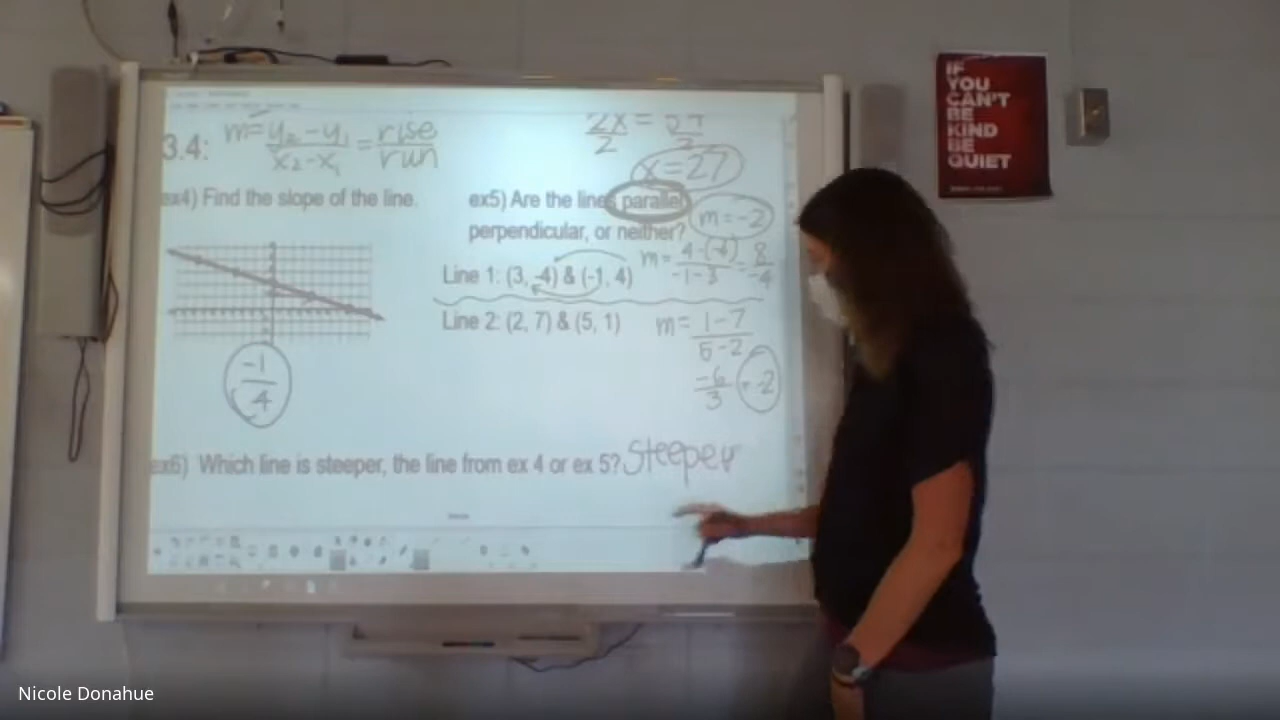 3.4: m = y₂ - y₁ / x₂ - x₁ = rise / run
2x / 2 = 54 / 2
x = 27
ex4) Find the slope of the line.
-1 / 4
ex5) Are the lines parallel
perpendicular, or neither?
m = -2
Line 1: (3, -4) & (-1, 4)
m = 4 - (-4) / -1 - 3 = 8 / -4
Line 2: (2, 7) & (5, 1)
m = 1 - 7 / 5 - 2
-6 / 3 = -2
ex6) Which line is steeper, the line from ex 4 or ex 5? Steeper
IF
YOU
CAN'T
BE
KIND
BE
QUIET
Nicole Donahue